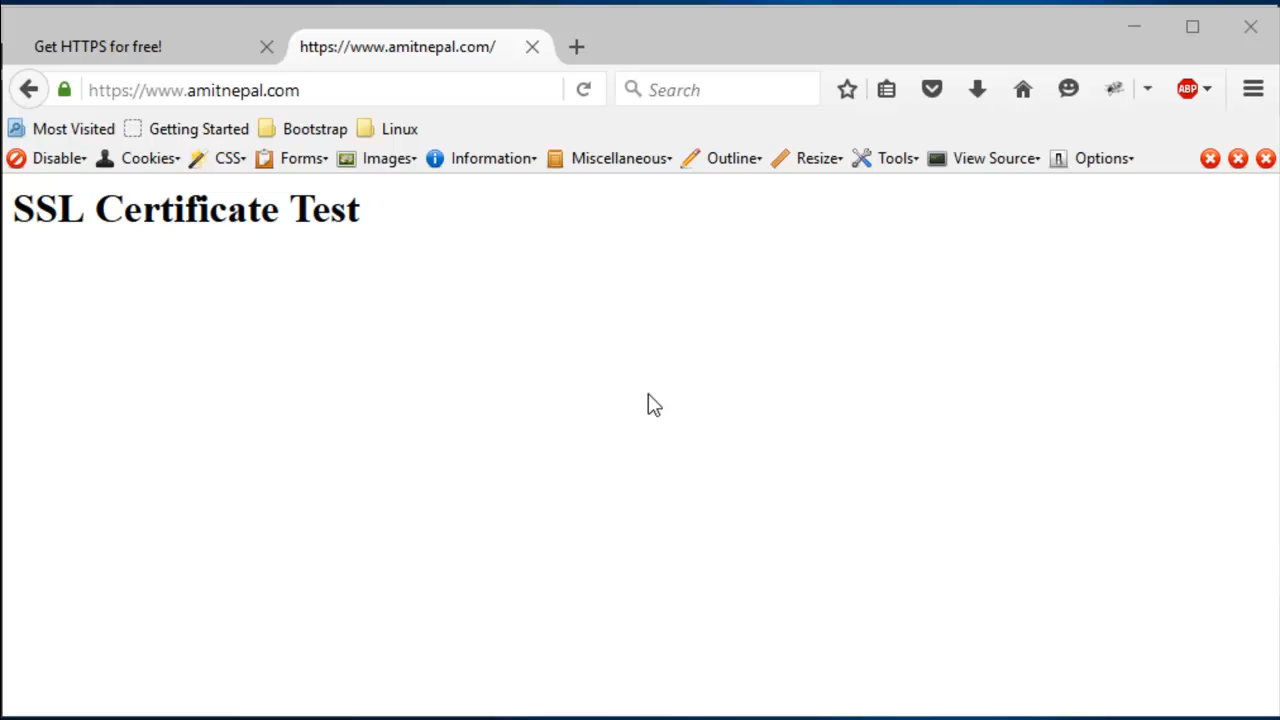 Get HTTPS for free!
https://www.amitnepal.com/
https://www.amitnepal.com
Search
ABP
Most Visited Getting Started Bootstrap Linux
Disable Cookies CSS Forms Images Information Miscellaneous Outline Resize Tools View Source Options
SSL Certificate Test